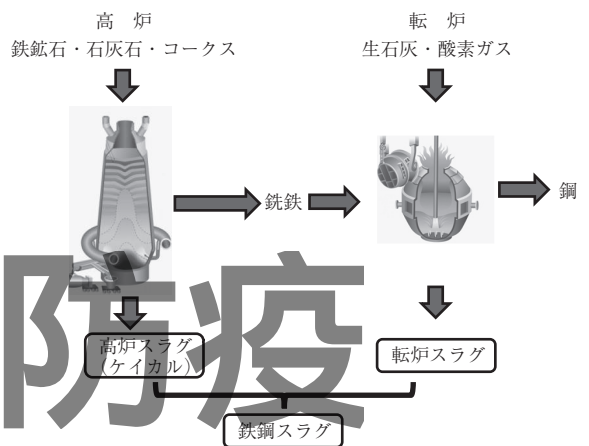 高 炉
鉄鉱石・石灰石・コークス
転 炉
生石灰・酸素ガス
銑鉄
鋼
高炉スラグ
(ケイカル)
転炉スラグ
鉄鋼スラグ
防疫